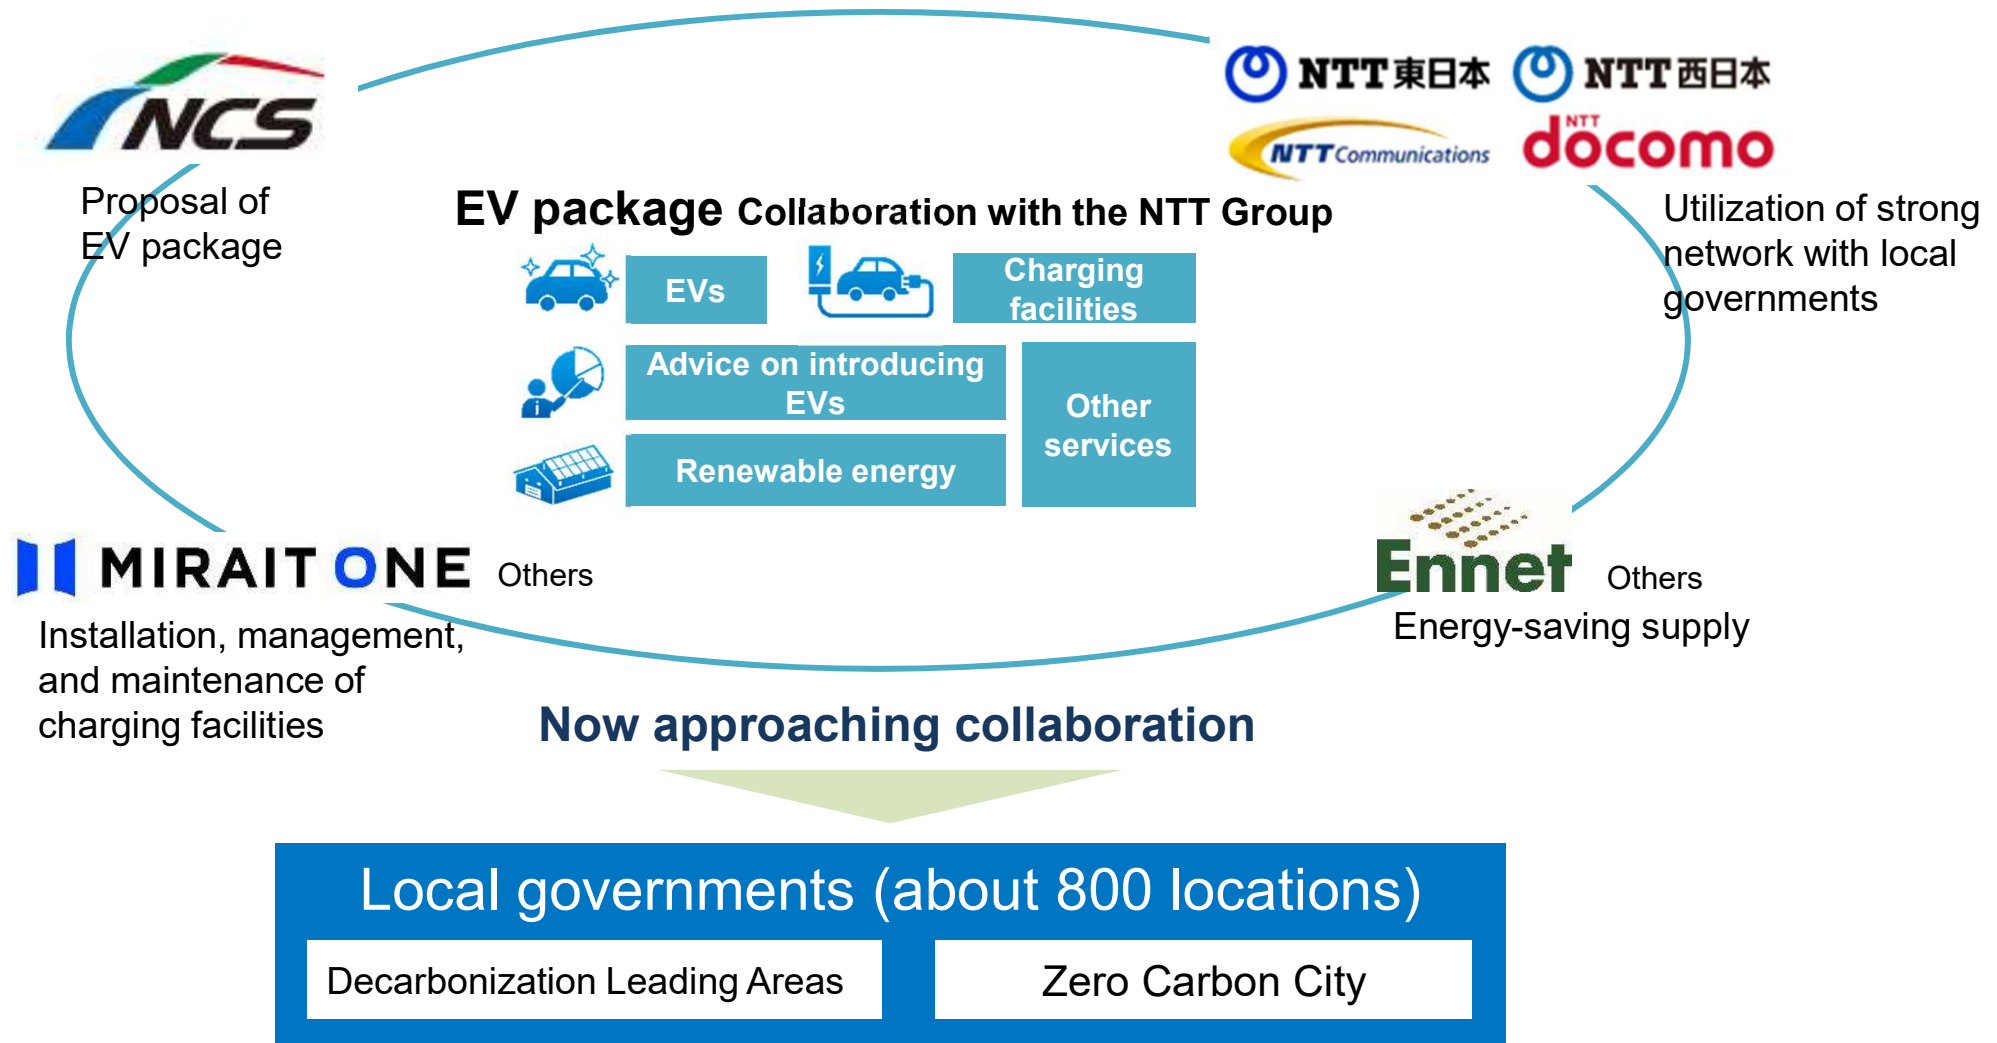 NCS
Proposal of
EV package
NTT東日本
NTT西日本
NTT Communications
NTT
docomo
Utilization of strong
network with local
governments
EV package Collaboration with the NTT Group
EVs
Charging
facilities
Advice on introducing
EVs
Other
services
Renewable energy
MIRAIT ONE Others
Installation, management,
and maintenance of
charging facilities
Ennet Others
Energy-saving supply
Now approaching collaboration
Local governments (about 800 locations)
Decarbonization Leading Areas
Zero Carbon City